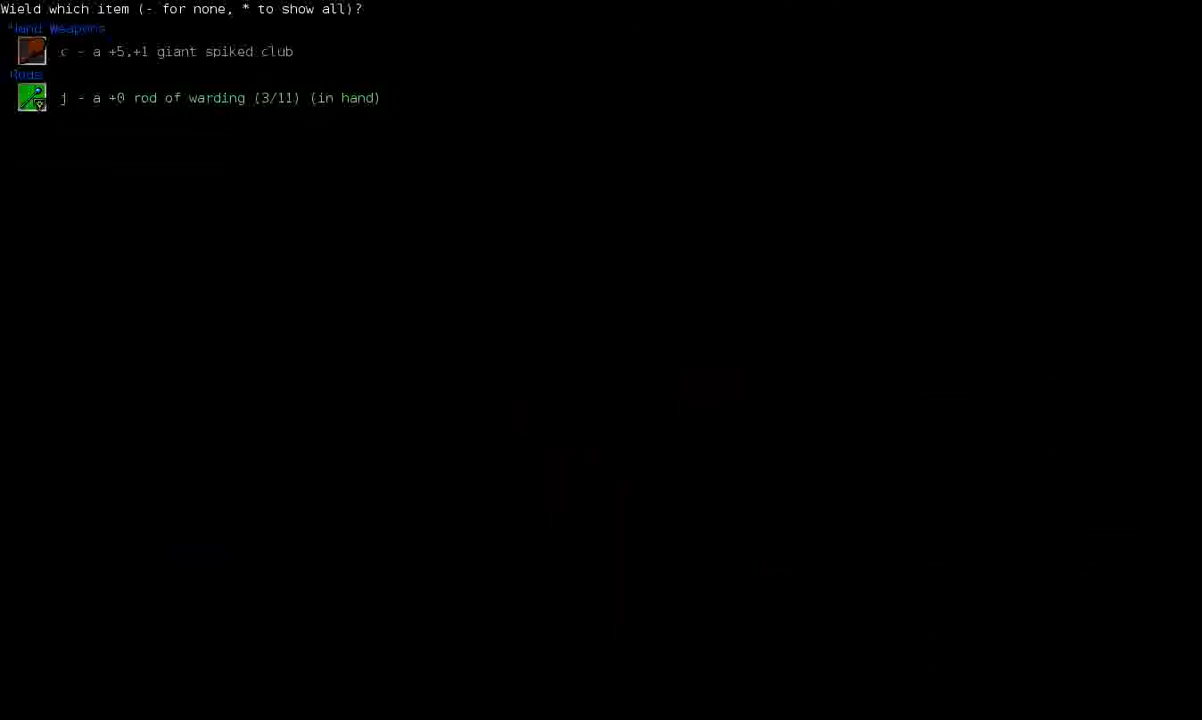 Wield which item (- for none, * to show all)?
Hand Weapons
c - a +5,+1 giant spiked club
Rods
j - a +0 rod of warding (3/11) (in hand)